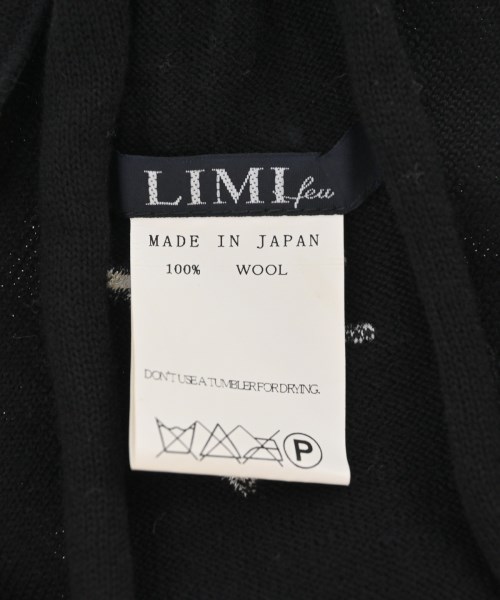 LIMI feu
MADE IN JAPAN
100% WOOL
DON'T USE A TUMBLER FOR DRYING.
P